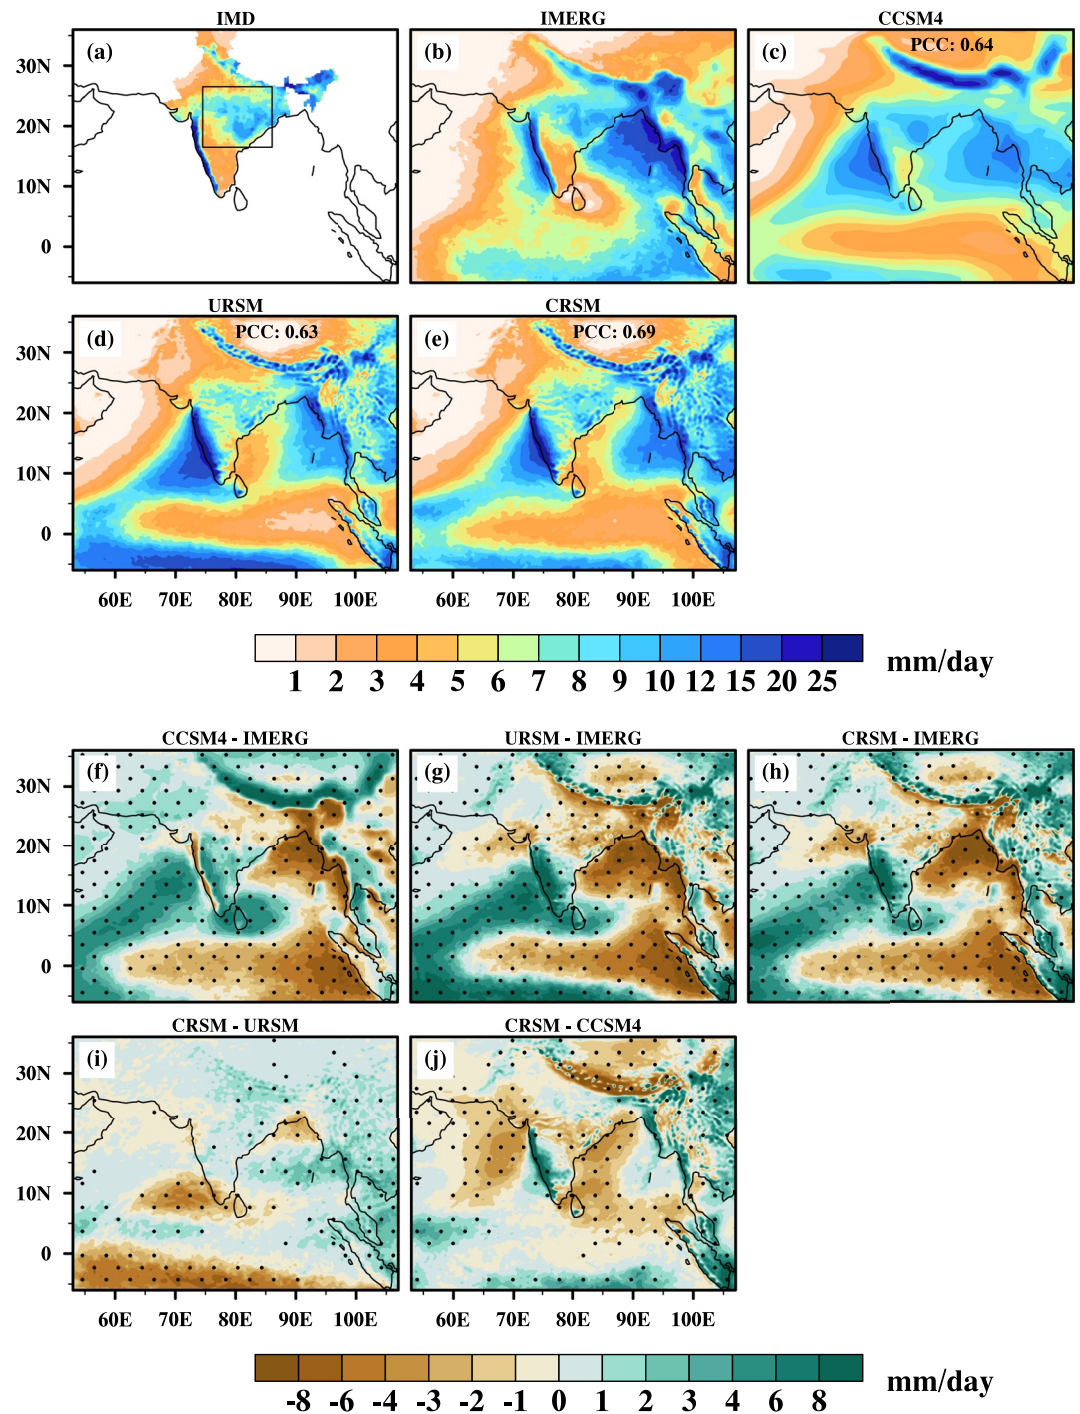 IMD IMERG CCSM4
(a) (b) (c) PCC: 0.64
30N
20N
10N
0
URSM CRSM
(d) PCC: 0.63 (e) PCC: 0.69
30N
20N
10N
0
60E 70E 80E 90E 100E 60E 70E 80E 90E 100E
1 2 3 4 5 6 7 8 9 10 12 15 20 25 mm/day
CCSM4 - IMERG URSM - IMERG CRSM - IMERG
(f) (g) (h)
30N
20N
10N
0
CRSM - URSM CRSM - CCSM4
(i) (j)
30N
20N
10N
0
60E 70E 80E 90E 100E 60E 70E 80E 90E 100E
-8 -6 -4 -3 -2 -1 0 1 2 3 4 6 8 mm/day